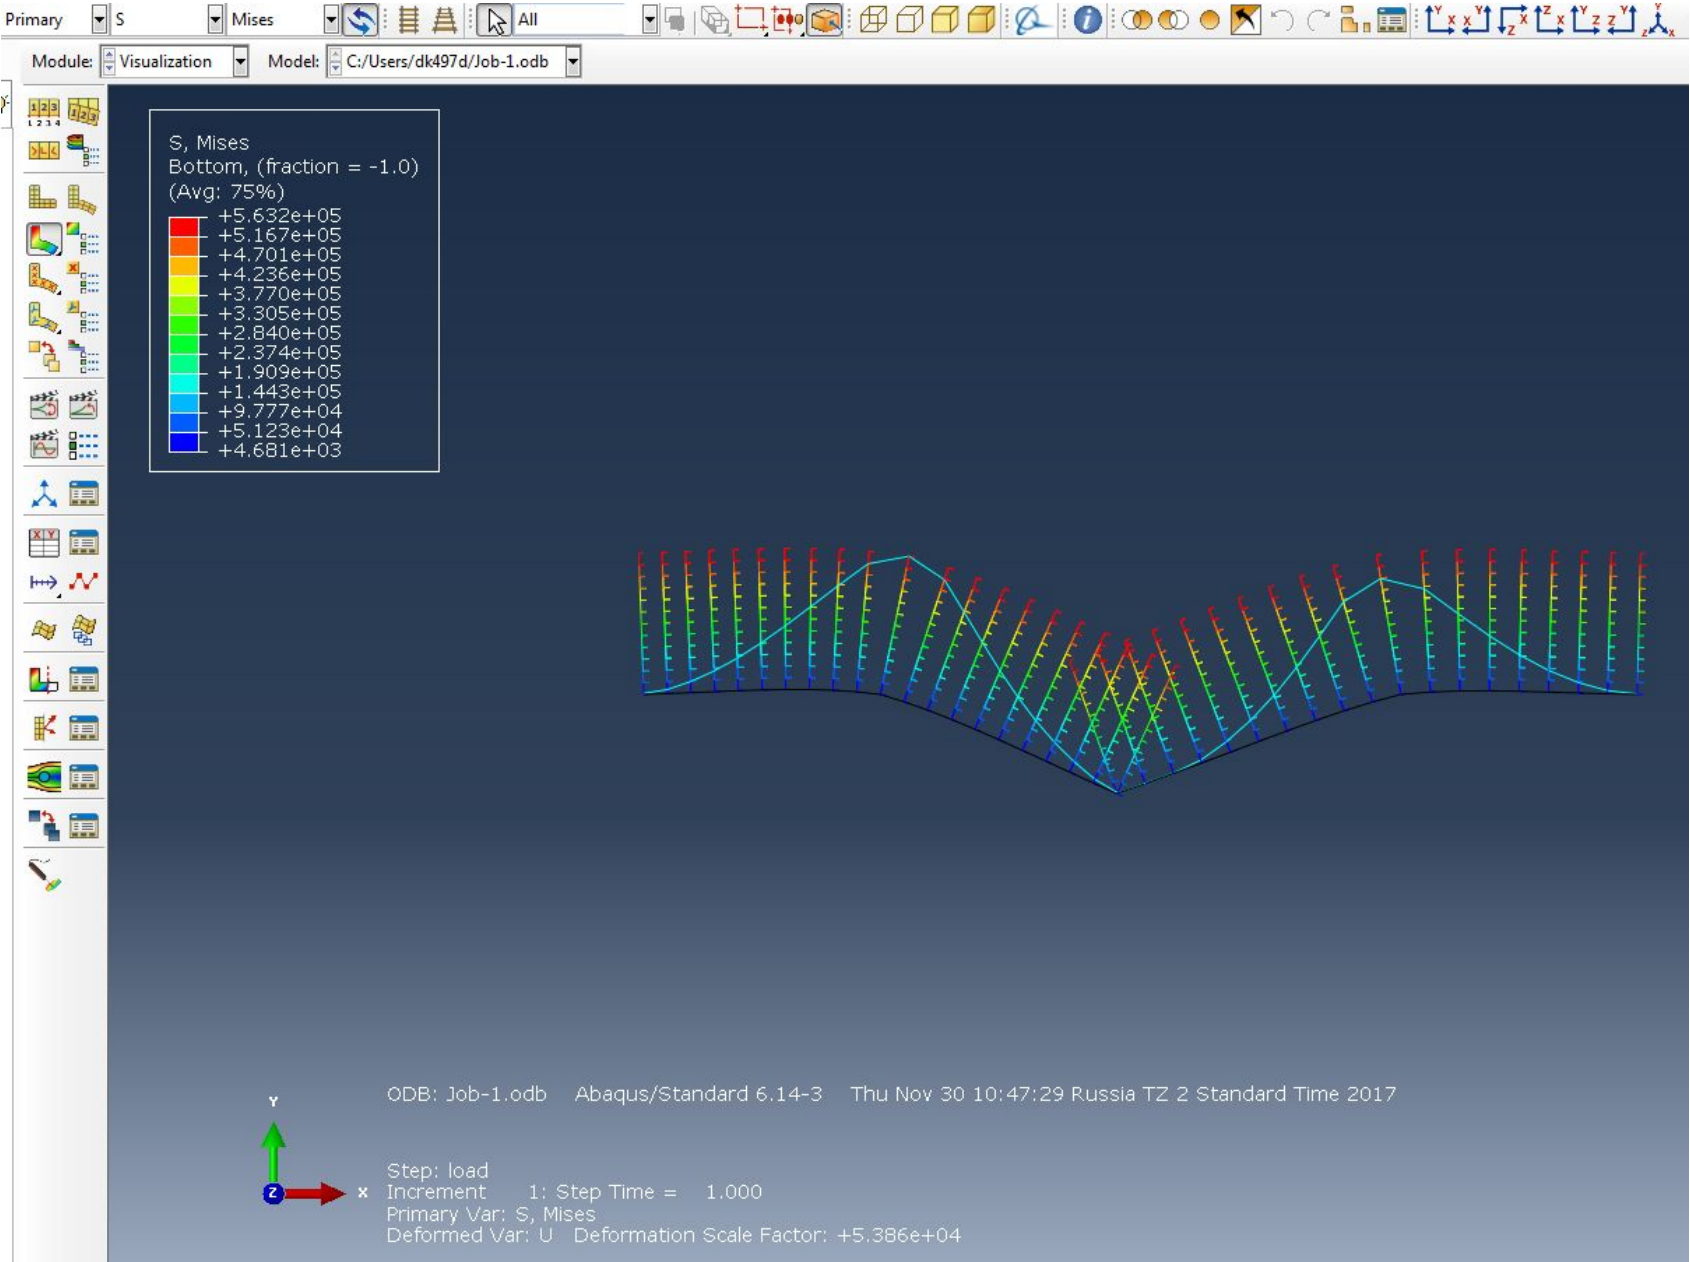 Primary S Mises All
Module: Visualization Model: C:/Users/dk497d/Job-1.odb
S, Mises
Bottom, (fraction = -1.0)
(Avg: 75%)
+5.632e+05
+5.167e+05
+4.701e+05
+4.236e+05
+3.770e+05
+3.305e+05
+2.840e+05
+2.374e+05
+1.909e+05
+1.443e+05
+9.777e+04
+5.123e+04
+4.681e+03
ODB: Job-1.odb Abaqus/Standard 6.14-3 Thu Nov 30 10:47:29 Russia TZ 2 Standard Time 2017
Y
Z
X
Step: load
Increment 1: Step Time = 1.000
Primary Var: S, Mises
Deformed Var: U Deformation Scale Factor: +5.386e+04